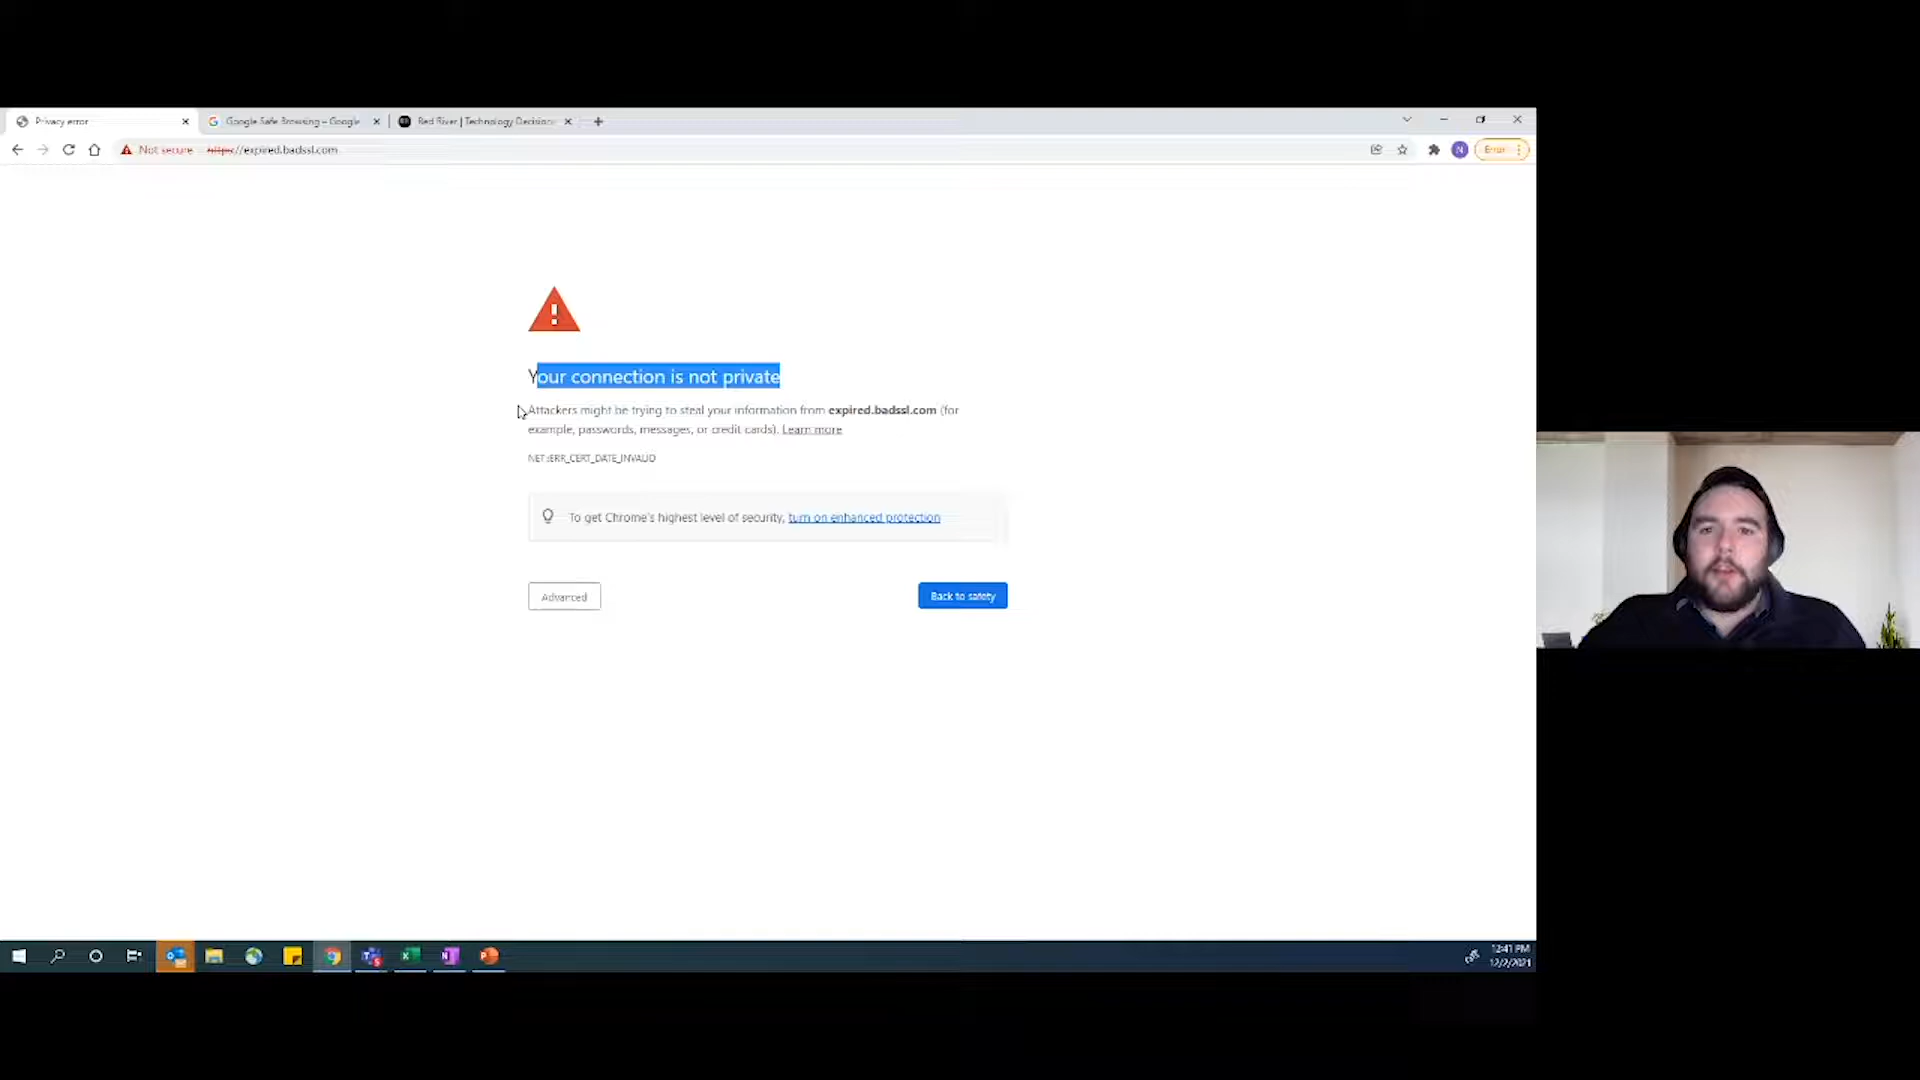 Privacy error
Google Safe Browsing – Google
Red River | Technology Decisions
Not secure
https://expired.badssl.com
N
Error
Your connection is not private
Attackers might be trying to steal your information from expired.badssl.com (for
example, passwords, messages, or credit cards). Learn more
NET::ERR_CERT_DATE_INVALID
To get Chrome's highest level of security, turn on enhanced protection
Advanced
Back to safety
12:41 PM
12/2/2021